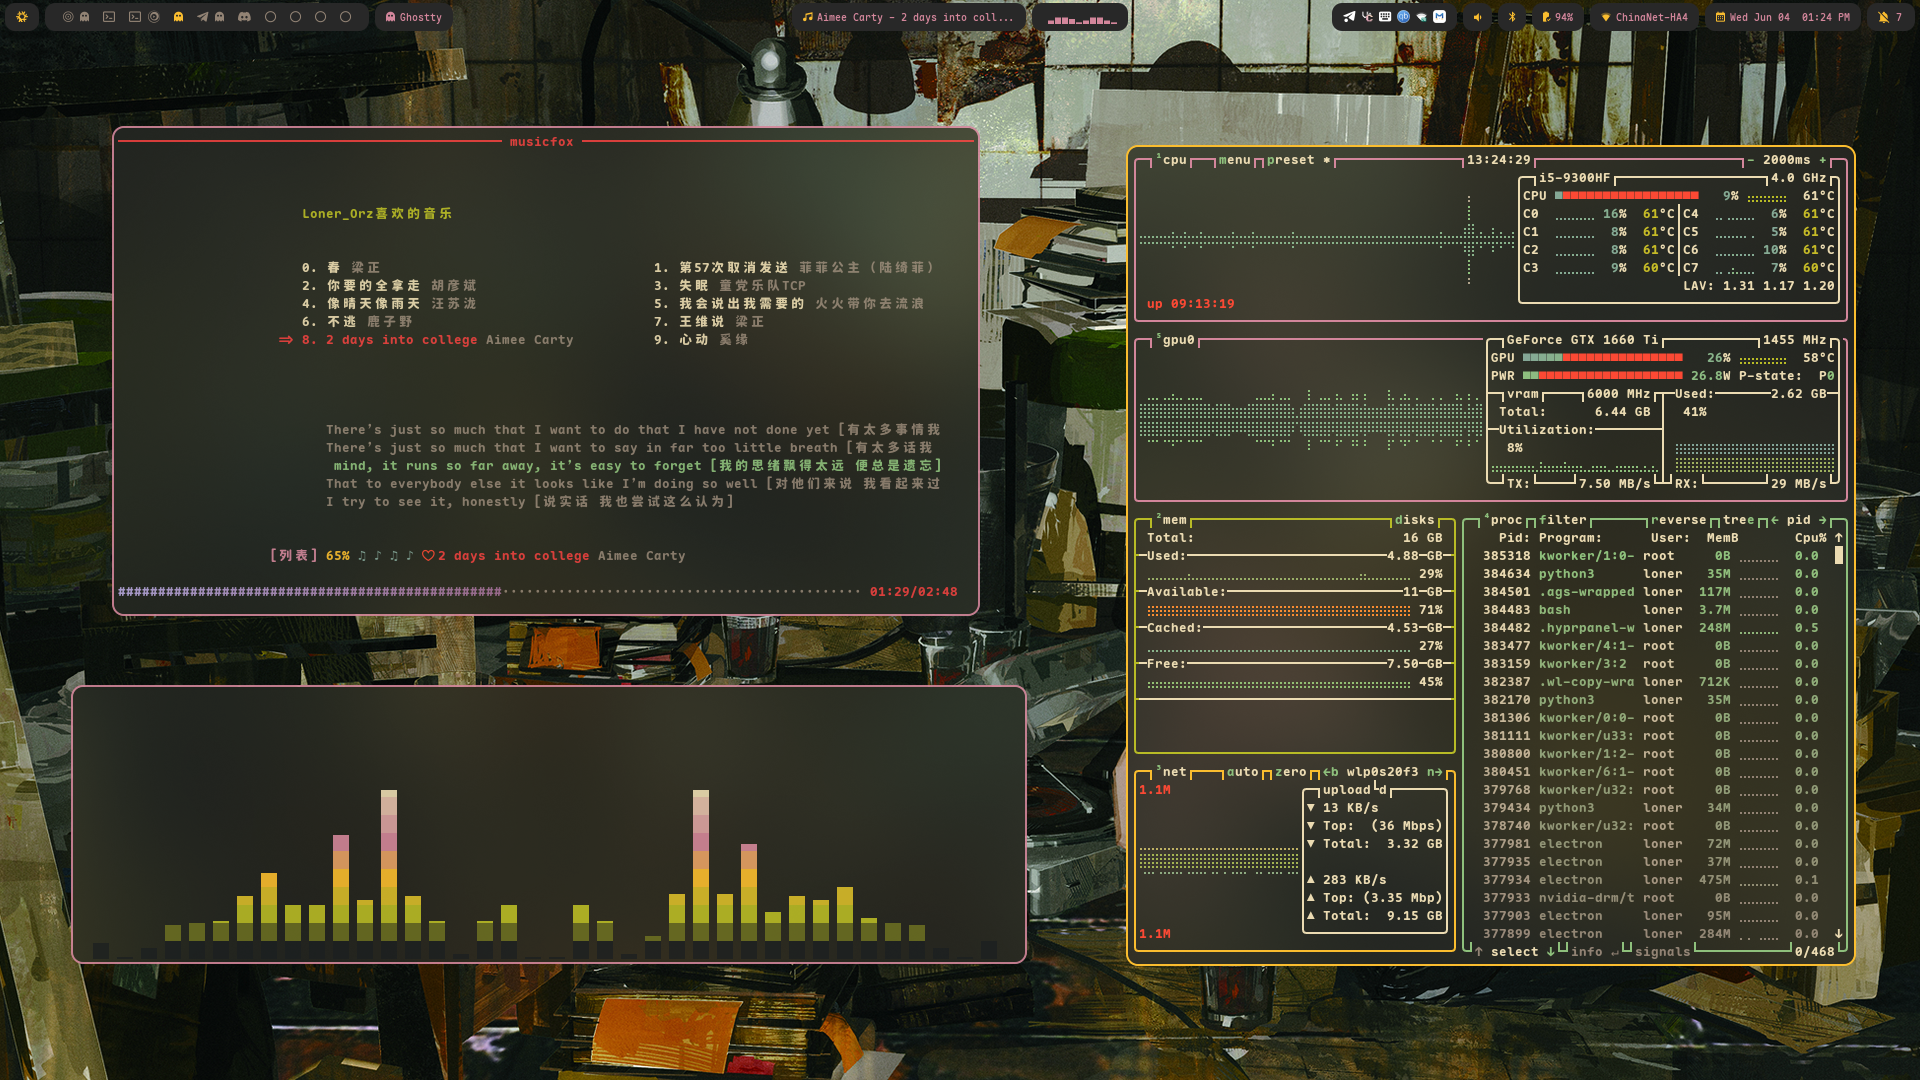 Ghostty
Aimee Carty - 2 days into coll...
94%
ChinaNet-HA4
Wed Jun 04 01:24 PM
7
musicfox
Loner_Orz喜欢的音乐
0. 春 梁正
1. 第57次取消发送 菲菲公主（陆绮菲）
2. 你要的全拿走 胡彦斌
3. 失眠 童党乐队TCP
4. 像晴天像雨天 汪苏泷
5. 我会说出我需要的 火火带你去流浪
6. 不逃 鹿子野
7. 王维说 梁正
⇒ 8. 2 days into college Aimee Carty
9. 心动 奚缘
There's just so much that I want to do that I have not done yet [有太多事情我
There's just so much that I want to say in far too little breath [有太多话我
mind, it runs so far away, it's easy to forget [我的思绪飘得太远 便总是遗忘]
That to everybody else it looks like I'm doing so well [对他们来说 我看起来过
I try to see it, honestly [说实话 我也尝试这么认为]
[列表] 65% ♫ ♪ ♫ ♪ ♡2 days into college Aimee Carty
01:29/02:48
¹cpu menu preset * 13:24:29 - 2000ms +
i5-9300HF 4.0 GHz
CPU 9% 61°C
C0 16% 61°C C4 6% 61°C
C1 8% 61°C C5 5% 61°C
C2 8% 61°C C6 10% 61°C
C3 9% 60°C C7 7% 60°C
LAV: 1.31 1.17 1.20
up 09:13:19
⁵gpu0
GeForce GTX 1660 Ti 1455 MHz
GPU 26% 58°C
PWR 26.8W P-state: P0
vram 6000 MHz Used: 2.62 GB
Total: 6.44 GB 41%
Utilization:
8%
TX: 7.50 MB/s RX: 29 MB/s
²mem disks
Total: 16 GB
Used: 4.88 GB
29%
Available: 11 GB
71%
Cached: 4.53 GB
27%
Free: 7.50 GB
45%
³net auto zero ←b wlp0s20f3 n→
1.1M
upload d
▼ 13 KB/s
▼ Top: (36 Mbps)
▼ Total: 3.32 GB
▲ 283 KB/s
▲ Top: (3.35 Mbp)
▲ Total: 9.15 GB
1.1M
⁴proc filter reverse tree ← pid →
Pid: Program: User: MemB Cpu% ↑
385318 kworker/1:0- root 0B 0.0
384634 python3 loner 35M 0.0
384501 .ags-wrapped loner 117M 0.0
384483 bash loner 3.7M 0.0
384482 .hyprpanel-w loner 248M 0.5
383477 kworker/4:1- root 0B 0.0
383159 kworker/3:2 root 0B 0.0
382387 .wl-copy-wra loner 712K 0.0
382170 python3 loner 35M 0.0
381306 kworker/0:0- root 0B 0.0
381111 kworker/u33: root 0B 0.0
380800 kworker/1:2- root 0B 0.0
380451 kworker/6:1- root 0B 0.0
379768 kworker/u32: root 0B 0.0
379434 python3 loner 34M 0.0
378740 kworker/u32: root 0B 0.0
377981 electron loner 72M 0.0
377935 electron loner 37M 0.0
377934 electron loner 475M 0.1
377933 nvidia-drm/t root 0B 0.0
377903 electron loner 95M 0.0
377899 electron loner 284M 0.0 ↓
↑ select ↓ info ↵ signals 0/468